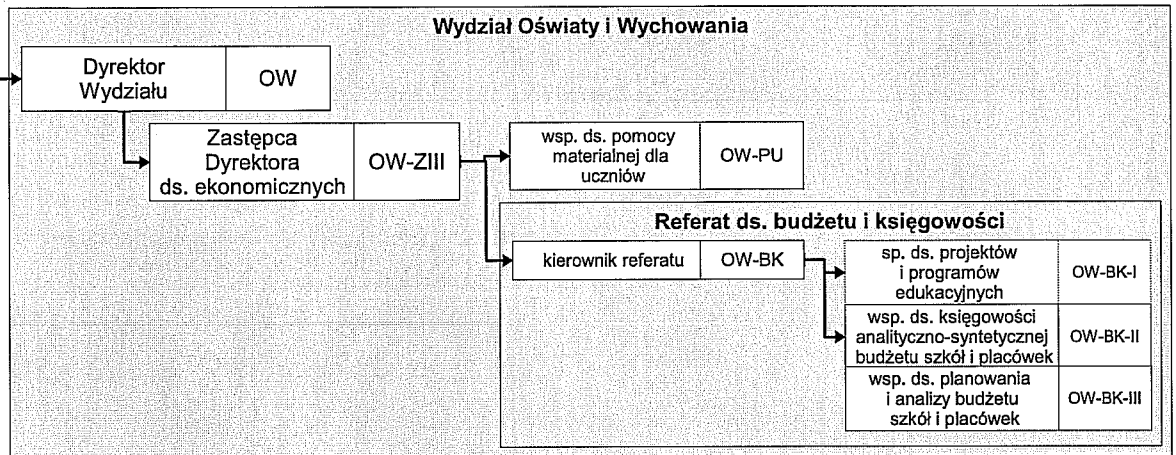 Wydział Oświaty i Wychowania
Dyrektor
Wydziału
OW
Zastępca
Dyrektora
ds. ekonomicznych
OW-ZIII
wsp. ds. pomocy
materialnej dla
uczniów
OW-PU
Referat ds. budżetu i księgowości
kierownik referatu
OW-BK
sp. ds. projektów
i programów
edukacyjnych
OW-BK-I
wsp. ds. księgowości
analityczno-syntetycznej
budżetu szkół i placówek
OW-BK-II
wsp. ds. planowania
i analizy budżetu
szkół i placówek
OW-BK-III